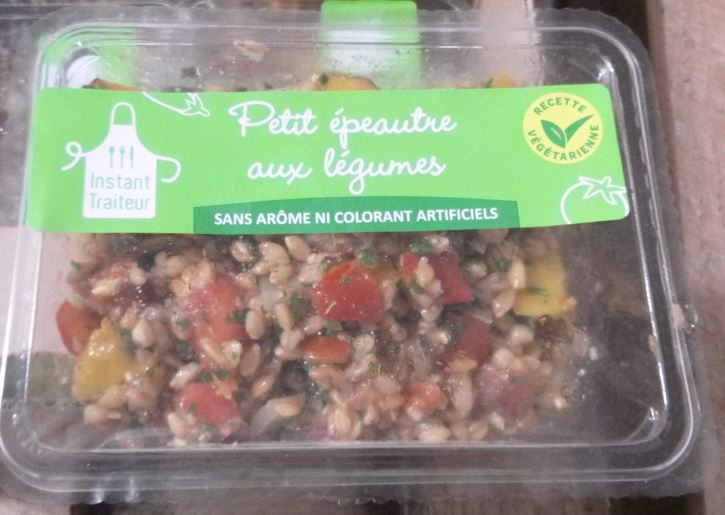 Petit épeautre
aux légumes
Instant
Traiteur
RECETTE
VÉGÉTARIENNE
SANS ARÔME NI COLORANT ARTIFICIELS